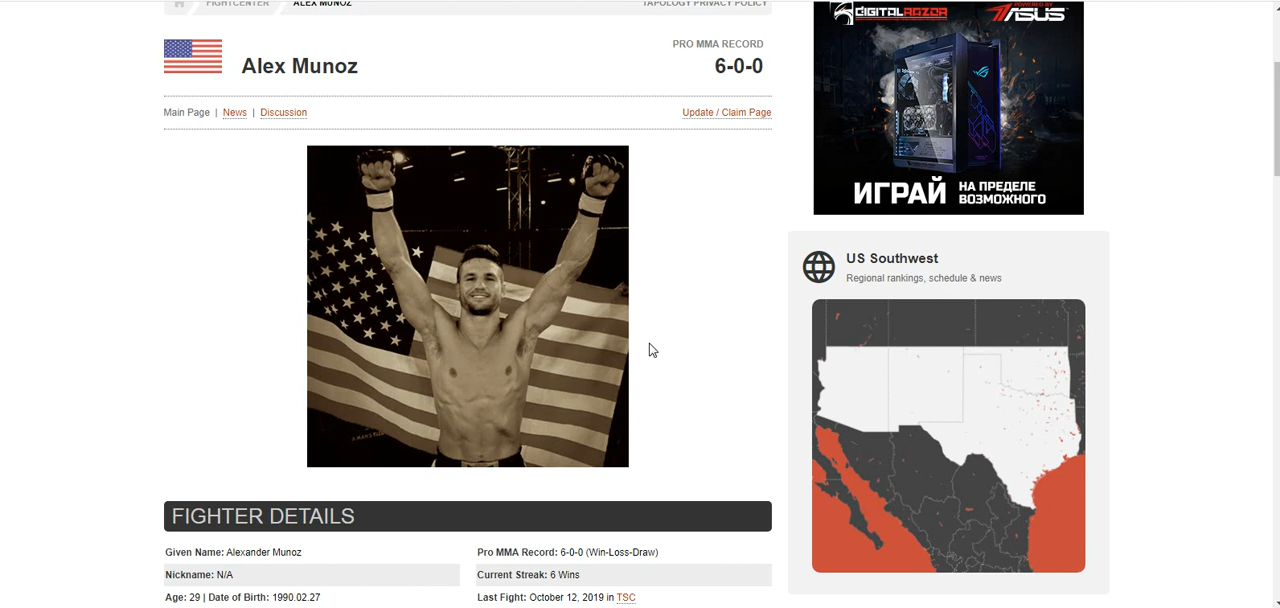 FIGHTCENTER
ALEX MUNOZ
TAPOLOGY PRIVACY POLICY
Alex Munoz
PRO MMA RECORD
6-0-0
Main Page | News | Discussion
Update / Claim Page
FIGHTER DETAILS
Given Name: Alexander Munoz
Pro MMA Record: 6-0-0 (Win-Loss-Draw)
Nickname: N/A
Current Streak: 6 Wins
Age: 29 | Date of Birth: 1990.02.27
Last Fight: October 12, 2019 in TSC
DIGITALRAZOR
POWERED BY
ASUS
ИГРАЙ
НА ПРЕДЕЛЕ
ВОЗМОЖНОГО
US Southwest
Regional rankings, schedule & news